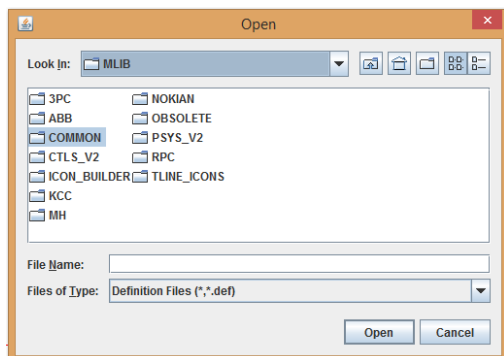 Open
Look In: MLIB
3PC NOKIAN
ABB OBSOLETE
COMMON PSYS_V2
CTLS_V2 RPC
ICON_BUILDER TLINE_ICONS
KCC
MH
File Name:
Files of Type: Definition Files (*,*.def)
Open Cancel